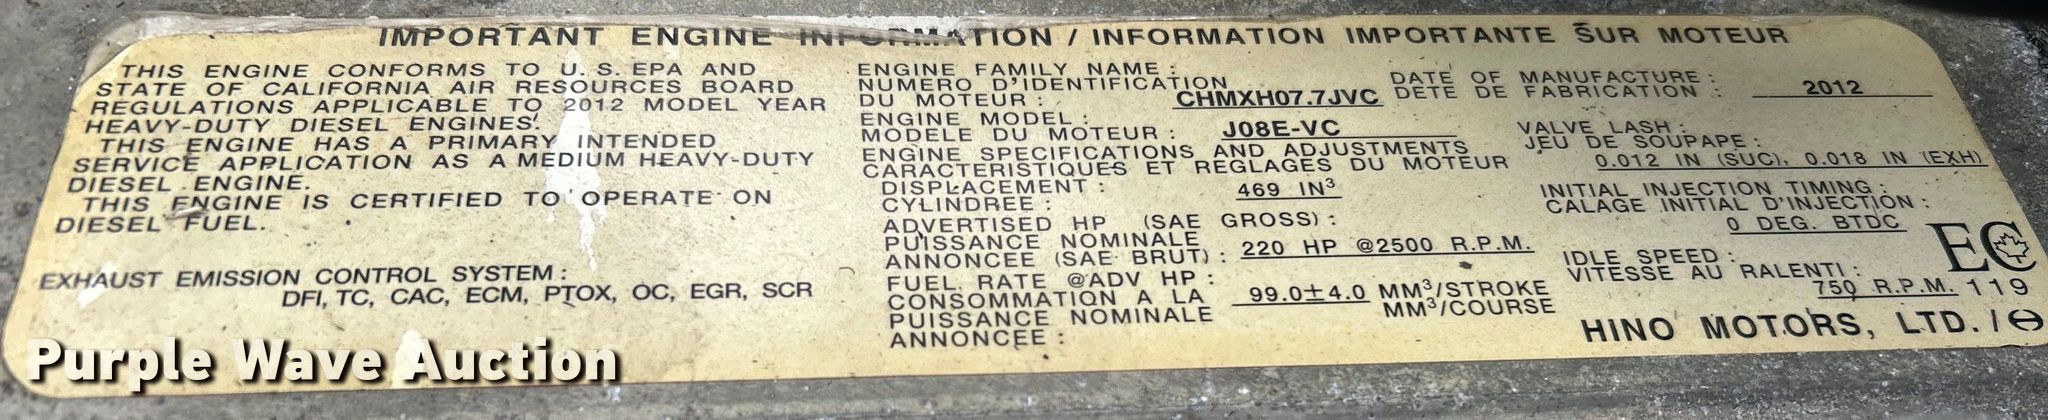 IMPORTANT ENGINE INFORMATION / INFORMATION IMPORTANTE SUR MOTEUR
THIS ENGINE CONFORMS TO U.S. EPA AND
STATE OF CALIFORNIA AIR RESOURCES BOARD
REGULATIONS APPLICABLE TO 2012 MODEL YEAR
HEAVY-DUTY DIESEL ENGINES.
THIS ENGINE HAS A PRIMARY INTENDED
SERVICE APPLICATION AS A MEDIUM HEAVY-DUTY
DIESEL ENGINE.
THIS ENGINE IS CERTIFIED TO OPERATE ON
DIESEL FUEL.
EXHAUST EMISSION CONTROL SYSTEM:
DFI, TC, CAC, ECM, PTOX, OC, EGR, SCR
ENGINE FAMILY NAME:
NUMERO D'IDENTIFICATION
DU MOTEUR: CHMXH07.7JVC
ENGINE MODEL:
MODELE DU MOTEUR: J08E-VC
ENGINE SPECIFICATIONS AND ADJUSTMENTS
CARACTERISTIQUES ET REGLAGES DU MOTEUR
DISPLACEMENT: 469 IN³
CYLINDREE:
ADVERTISED HP (SAE GROSS):
PUISSANCE NOMINALE
ANNONCEE (SAE BRUT): 220 HP @2500 R.P.M.
FUEL RATE @ADV HP:
CONSOMMATION A LA 99.0±4.0 MM³/STROKE
PUISSANCE NOMINALE MM³/COURSE
ANNONCEE:
DATE OF MANUFACTURE:
DETE DE FABRICATION: 2012
VALVE LASH:
JEU DE SOUPAPE:
0.012 IN (SUC), 0.018 IN (EXH)
INITIAL INJECTION TIMING:
CALAGE INITIAL D'INJECTION:
0 DEG. BTDC
IDLE SPEED:
VITESSE AU RALENTI:
750 R.P.M.
EC
119
HINO MOTORS, LTD. /
Purple Wave Auction